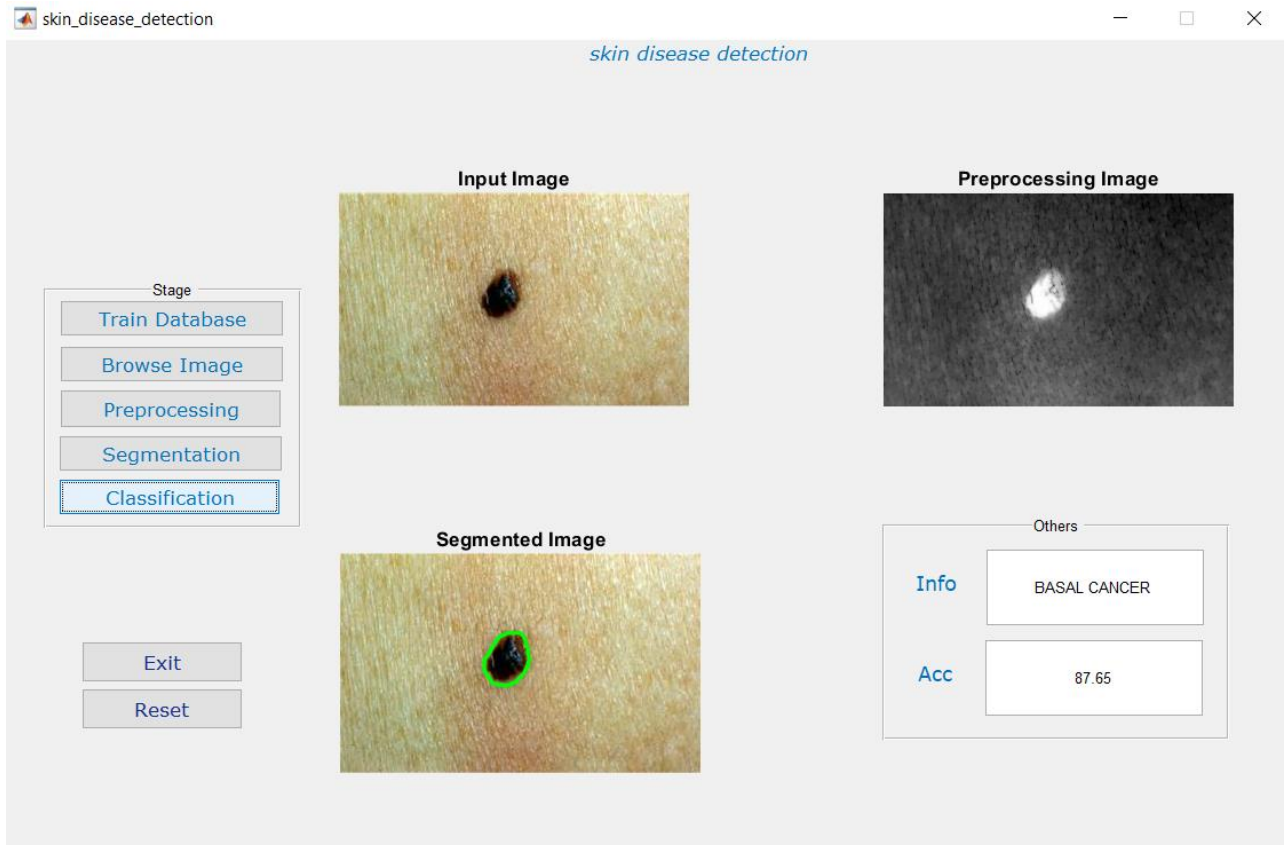 skin_disease_detection
skin disease detection
Input Image
Preprocessing Image
Stage
Train Database
Browse Image
Preprocessing
Segmentation
Classification
Segmented Image
Others
Info
BASAL CANCER
Acc
87.65
Exit
Reset